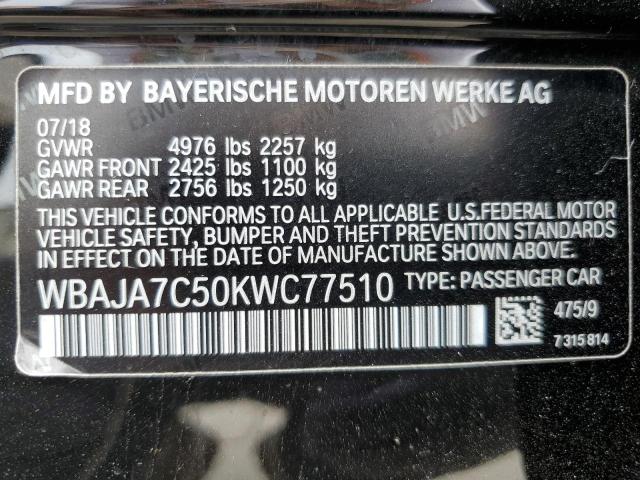 MFD BY BAYERISCHE MOTOREN WERKE AG
07/18
GVWR 4976 lbs 2257 kg
GAWR FRONT 2425 lbs 1100 kg
GAWR REAR 2756 lbs 1250 kg
THIS VEHICLE CONFORMS TO ALL APPLICABLE U.S.FEDERAL MOTOR
VEHICLE SAFETY, BUMPER AND THEFT PREVENTION STANDARDS
IN EFFECT ON THE DATE OF MANUFACTURE SHOWN ABOVE.
WBAJA7C50KWC77510 TYPE: PASSENGER CAR
475/9
7 315 814